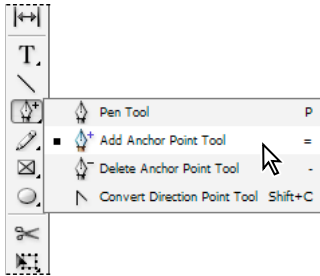 T
Pen Tool P
Add Anchor Point Tool =
Delete Anchor Point Tool -
Convert Direction Point Tool Shift+C